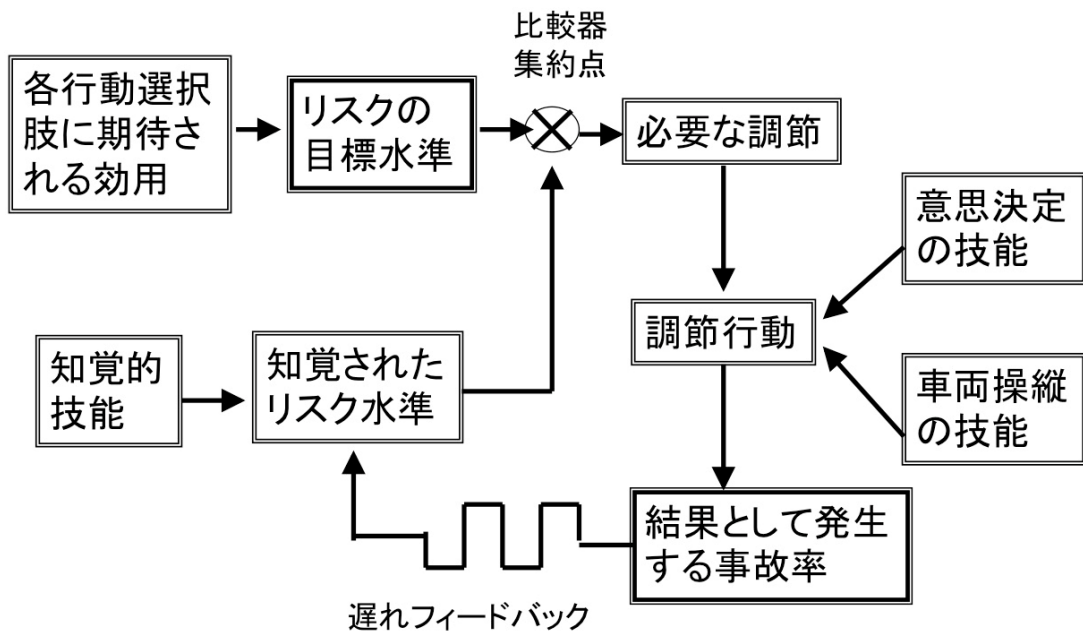 比較器
集約点
各行動選択
肢に期待さ
れる効用
リスクの
目標水準
必要な調節
意思決定
の技能
調節行動
知覚的
技能
知覚された
リスク水準
車両操縦
の技能
結果として発生
する事故率
遅れフィードバック